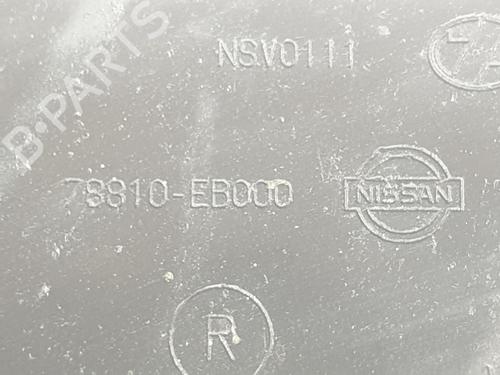 B-PARTS
NSV0111
78810-EB000
NISSAN
R